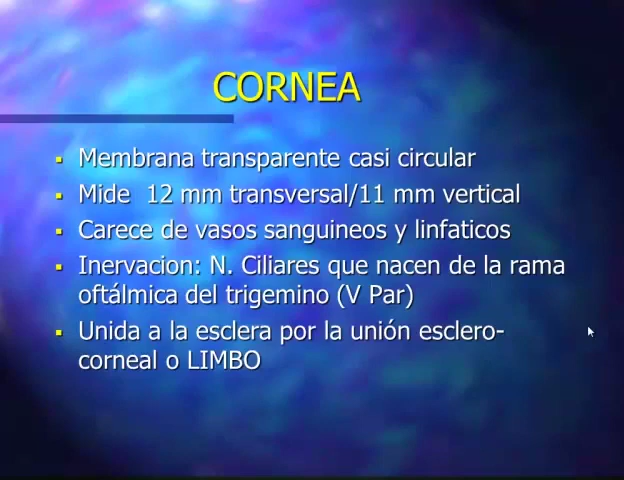 CORNEA
Membrana transparente casi circular
Mide 12 mm transversal/11 mm vertical
Carece de vasos sanguineos y linfaticos
Inervacion: N. Ciliares que nacen de la rama
oftálmica del trigemino (V Par)
Unida a la esclera por la unión esclero-
corneal o LIMBO